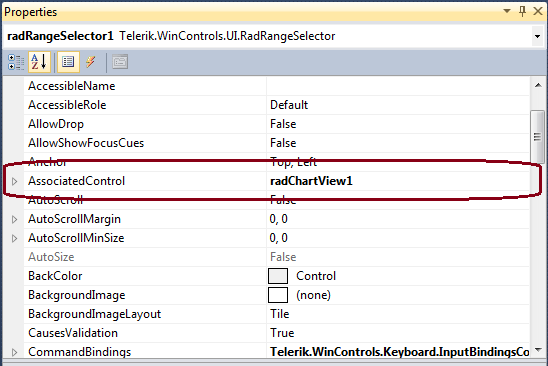 Properties
radRangeSelector1 Telerik.WinControls.UI.RadRangeSelector
AccessibleName
AccessibleRole Default
AllowDrop False
AllowShowFocusCues False
Anchor Top, Left
AssociatedControl radChartView1
AutoScroll False
AutoScrollMargin 0, 0
AutoScrollMinSize 0, 0
AutoSize False
BackColor Control
BackgroundImage (none)
BackgroundImageLayout Tile
CausesValidation True
CommandBindings Telerik.WinControls.Keyboard.InputBindingsCo